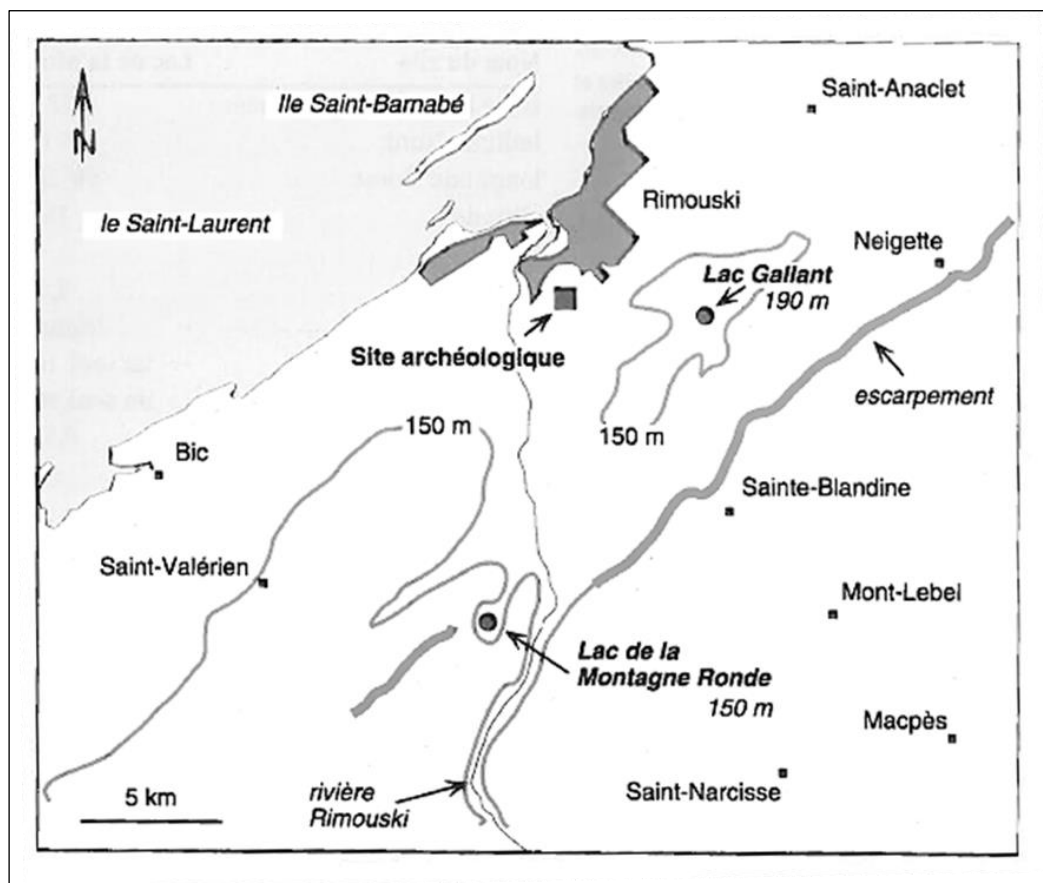 Ile Saint-Barnabé
Saint-Anaclet
N
le Saint-Laurent
Rimouski
Neigette
Lac Gallant
190 m
Site archéologique
escarpement
150 m
150 m
Bic
Sainte-Blandine
Saint-Valérien
Mont-Lebel
Lac de la
Montagne Ronde
150 m
Macpès
5 km
rivière
Rimouski
Saint-Narcisse